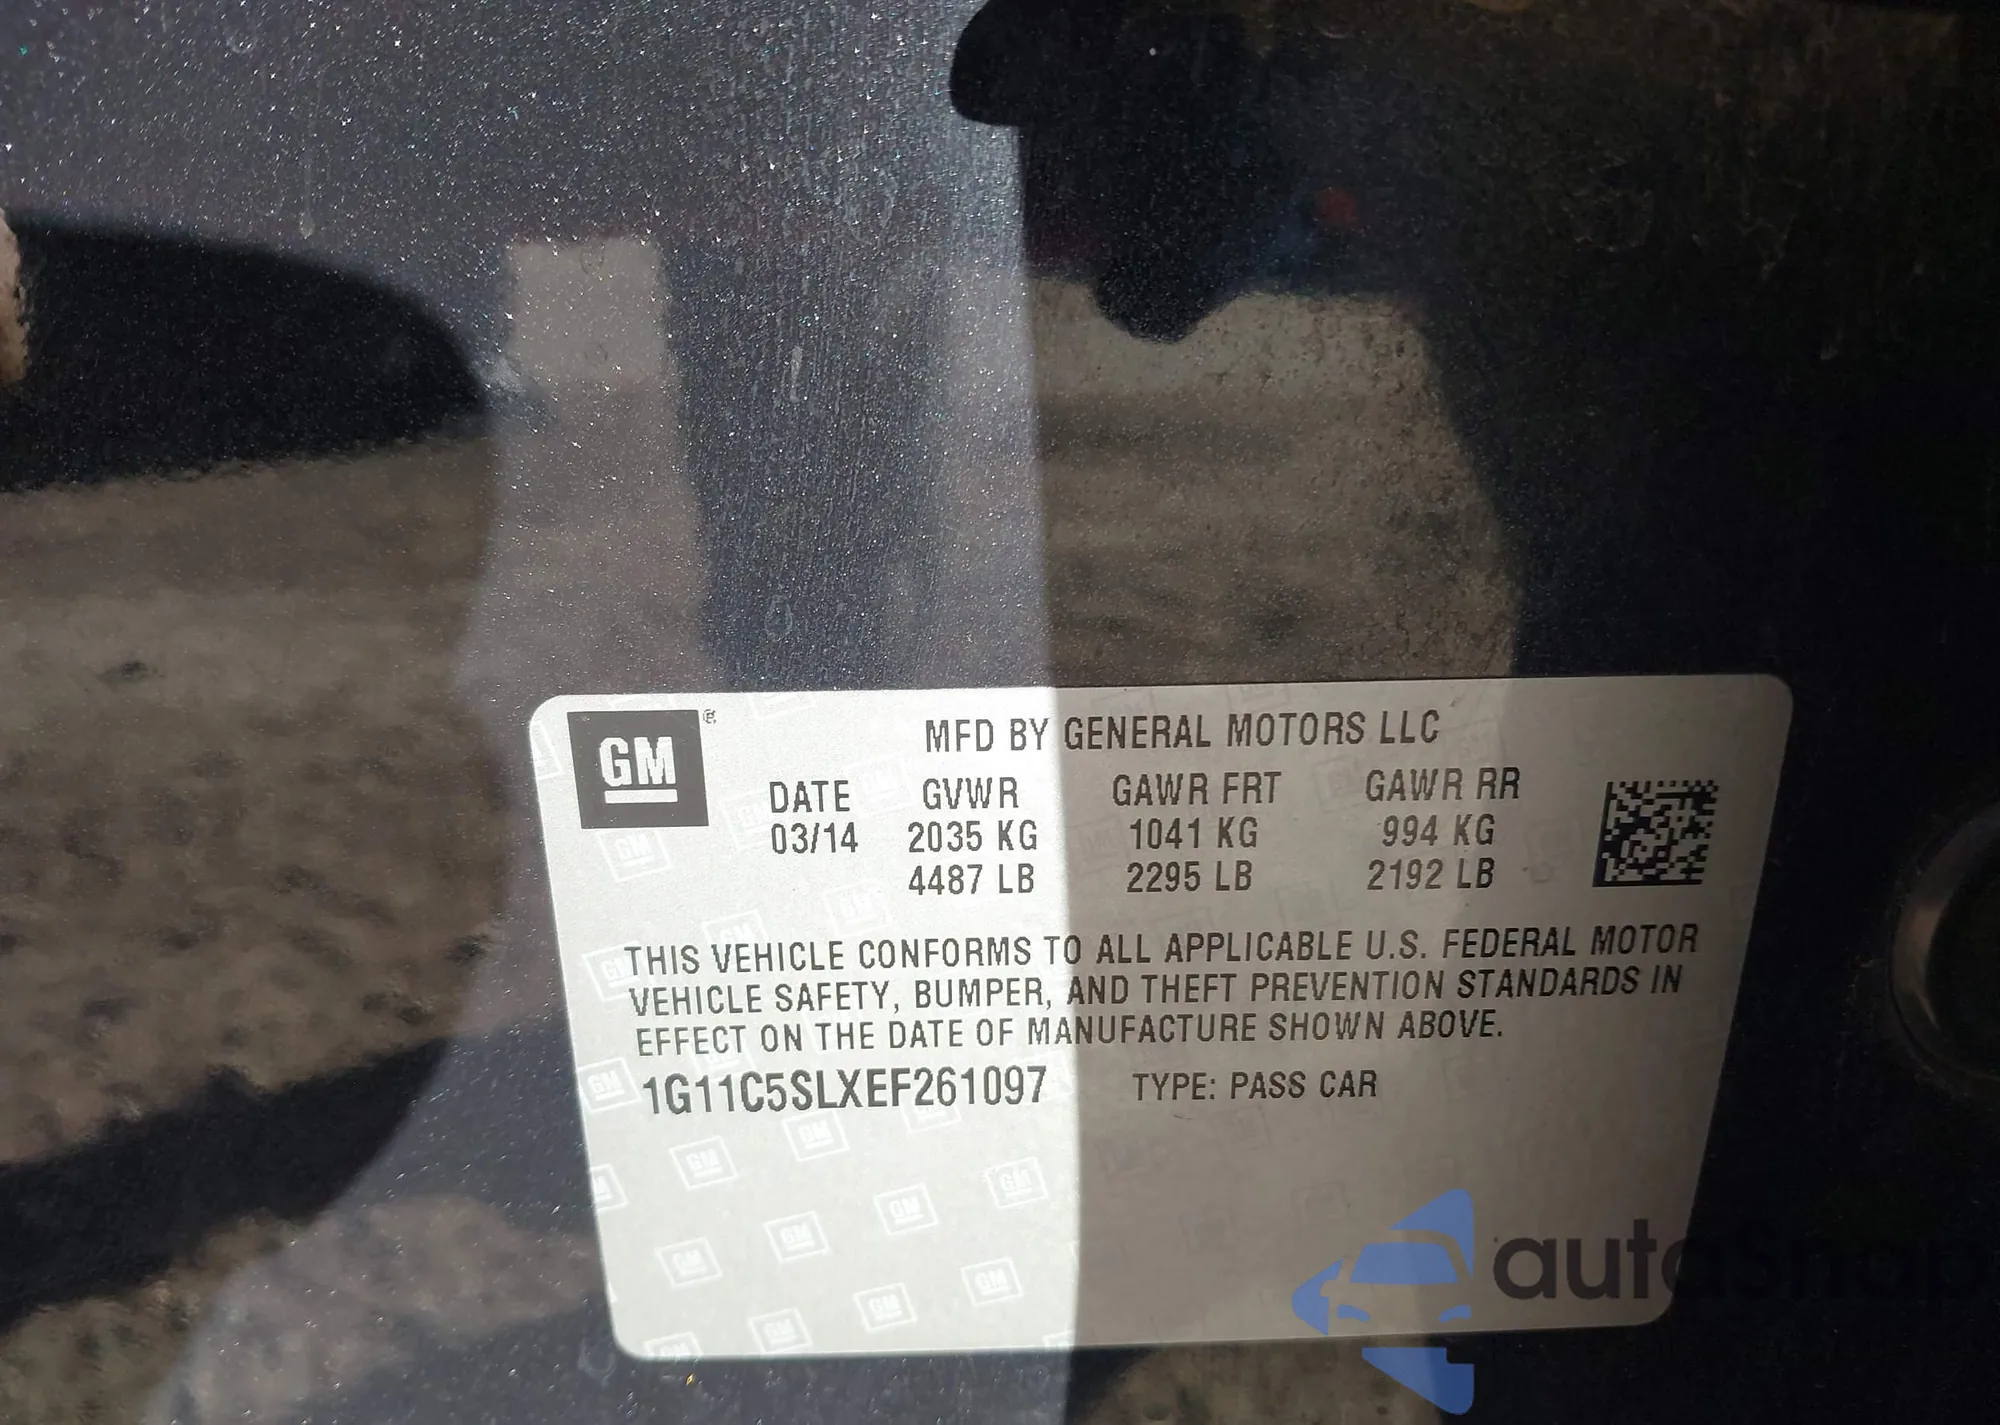 GM
MFD BY GENERAL MOTORS LLC
DATE GVWR GAWR FRT GAWR RR
03/14 2035 KG 1041 KG 994 KG
4487 LB 2295 LB 2192 LB
THIS VEHICLE CONFORMS TO ALL APPLICABLE U.S. FEDERAL MOTOR
VEHICLE SAFETY, BUMPER, AND THEFT PREVENTION STANDARDS IN
EFFECT ON THE DATE OF MANUFACTURE SHOWN ABOVE.
1G11C5SLXEF261097 TYPE: PASS CAR
autosnap